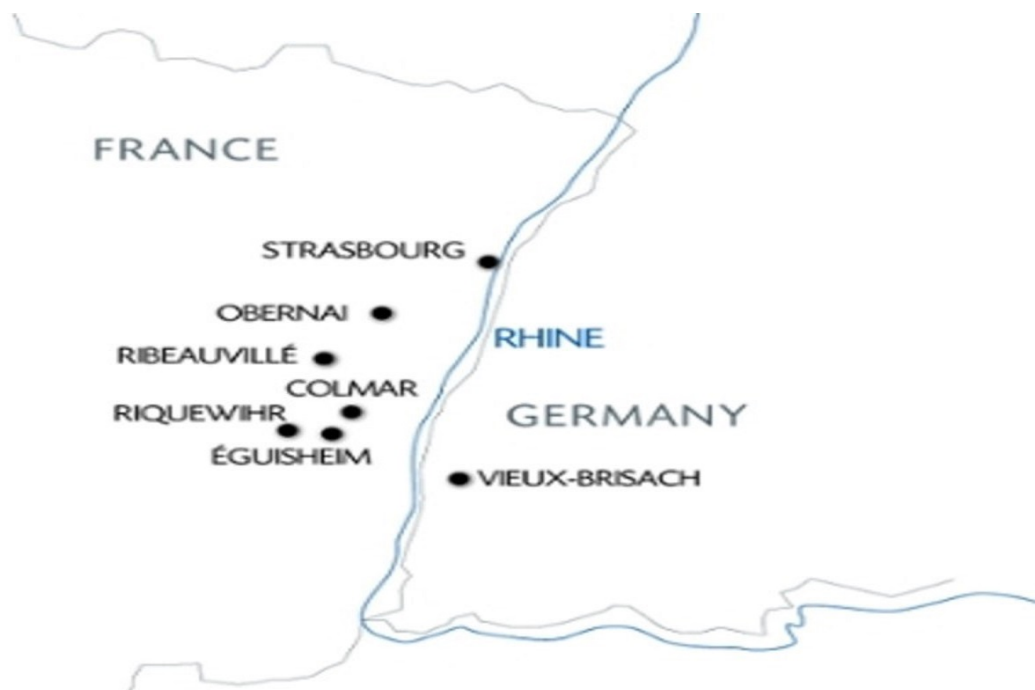 FRANCE
STRASBOURG
OBERNAI
RHINE
RIBEAUVILLÉ
COLMAR
RIQUEWIHR
GERMANY
ÉGUISHEIM
VIEUX-BRISACH